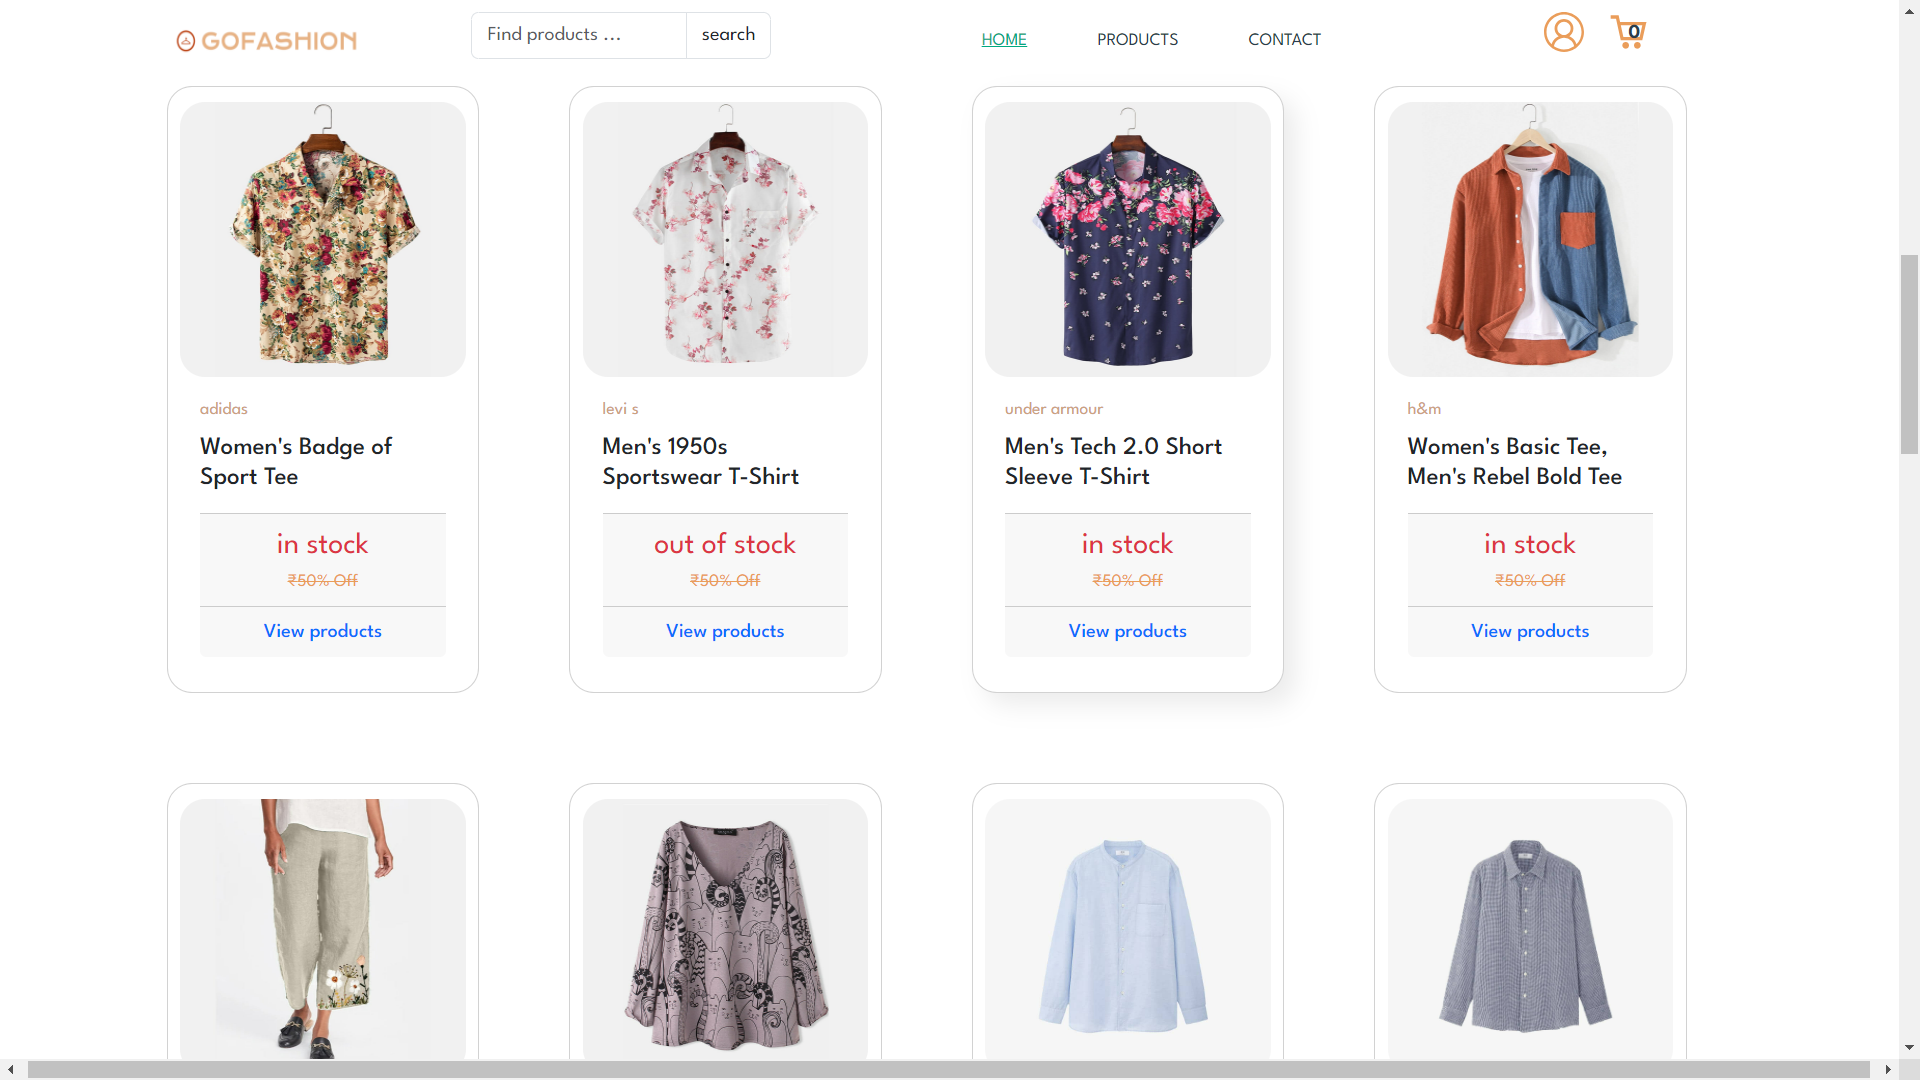 GOFASHION
Find products ...
search
HOME
PRODUCTS
CONTACT
0
adidas
Women's Badge of
Sport Tee
in stock
₹50% Off
View products
levi s
Men's 1950s
Sportswear T-Shirt
out of stock
₹50% Off
View products
under armour
Men's Tech 2.0 Short
Sleeve T-Shirt
in stock
₹50% Off
View products
h&m
Women's Basic Tee,
Men's Rebel Bold Tee
in stock
₹50% Off
View products